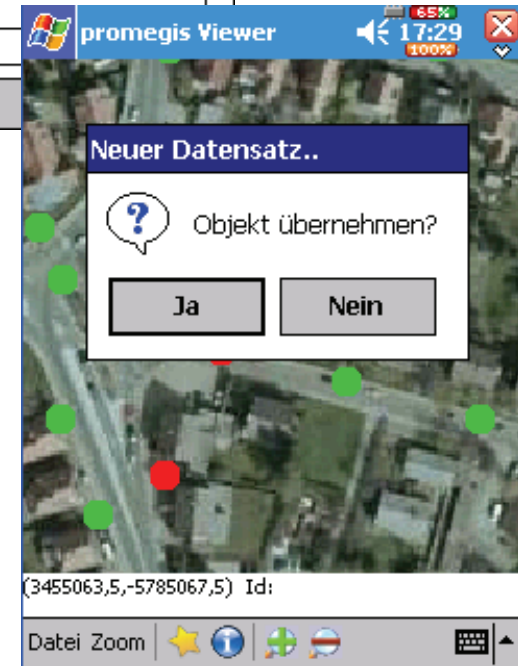 65%
promegis Viewer 17:29
100%
Neuer Datensatz..
? Objekt übernehmen?
Ja Nein
(3455063,5,-5785067,5) Id:
Datei Zoom